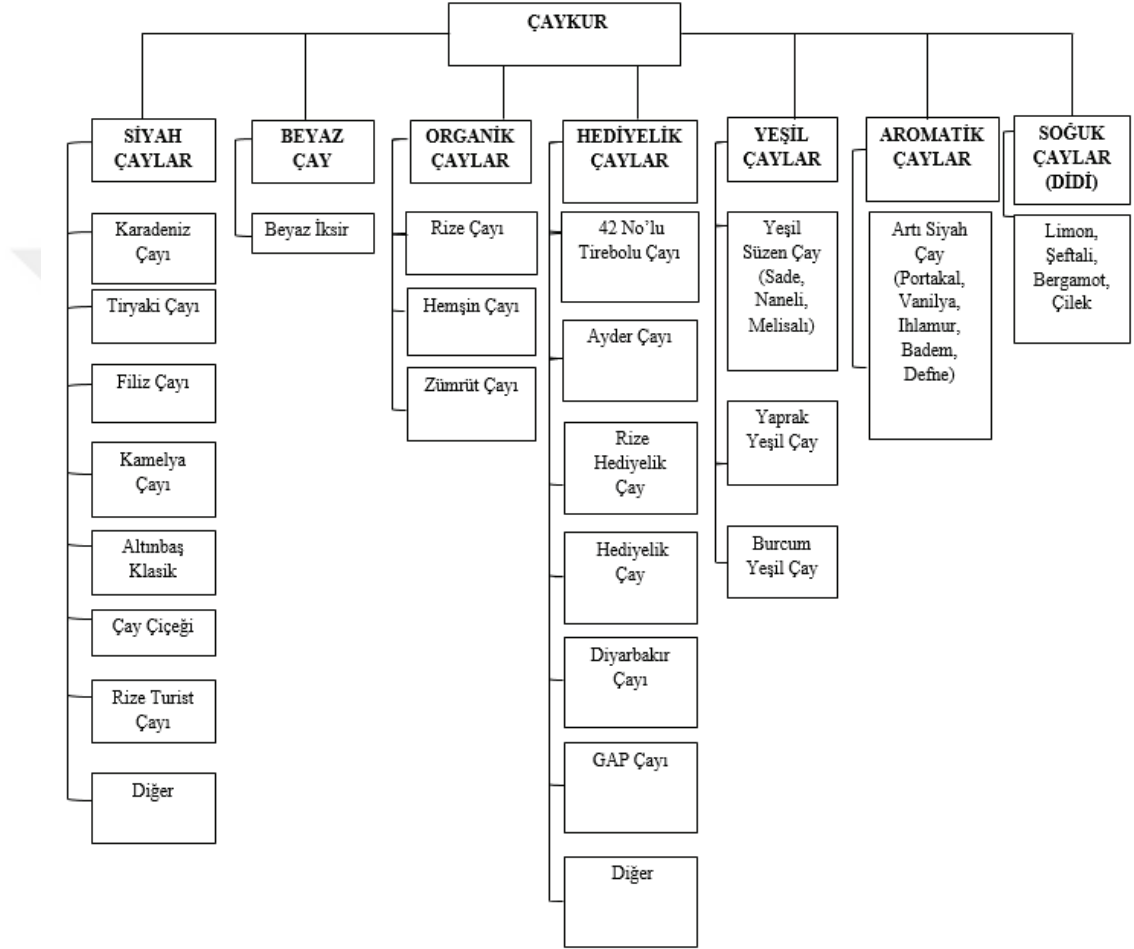 ÇAYKUR
SİYAH
ÇAYLAR
Karadeniz
Çayı
Tiryaki Çayı
Filiz Çayı
Kamelya
Çayı
Altınbaş
Klasik
Çay Çiçeği
Rize Turist
Çayı
Diğer
BEYAZ
ÇAY
Beyaz İksir
ORGANİK
ÇAYLAR
Rize Çayı
Hemşin Çayı
Zümrüt Çayı
HEDİYELİK
ÇAYLAR
42 No’lu
Tirebolu Çayı
Ayder Çayı
Rize
Hediyelik
Çay
Hediyelik
Çay
Diyarbakır
Çayı
GAP Çayı
Diğer
YEŞİL
ÇAYLAR
Yeşil
Süzen Çay
(Sade,
Naneli,
Melisalı)
Yaprak
Yeşil Çay
Burcum
Yeşil Çay
AROMATİK
ÇAYLAR
Artı Siyah
Çay
(Portakal,
Vanilya,
Ihlamur,
Badem,
Defne)
SOĞUK
ÇAYLAR
(DİDİ)
Limon,
Şeftali,
Bergamot,
Çilek